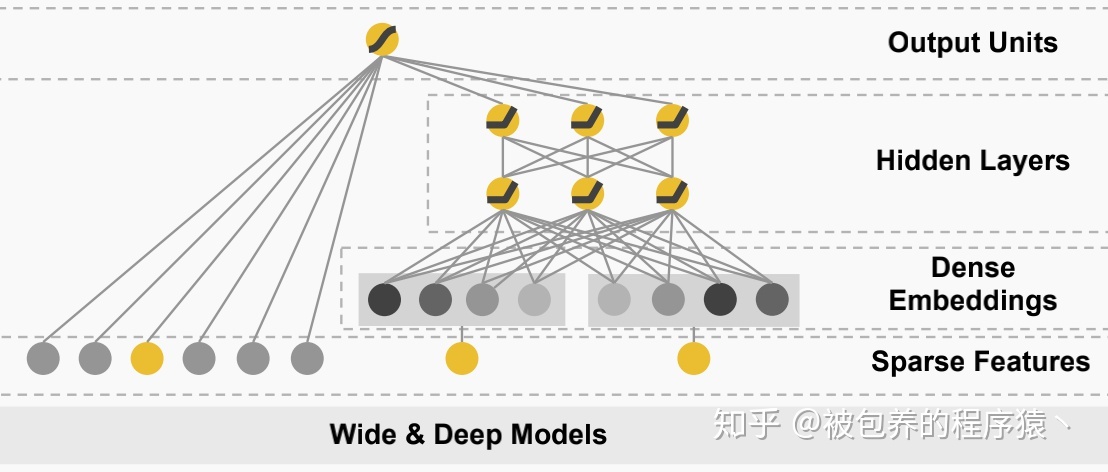 Output Units
Hidden Layers
Dense
Embeddings
Sparse Features
Wide & Deep Models
知乎 @被包养的程序猿丶